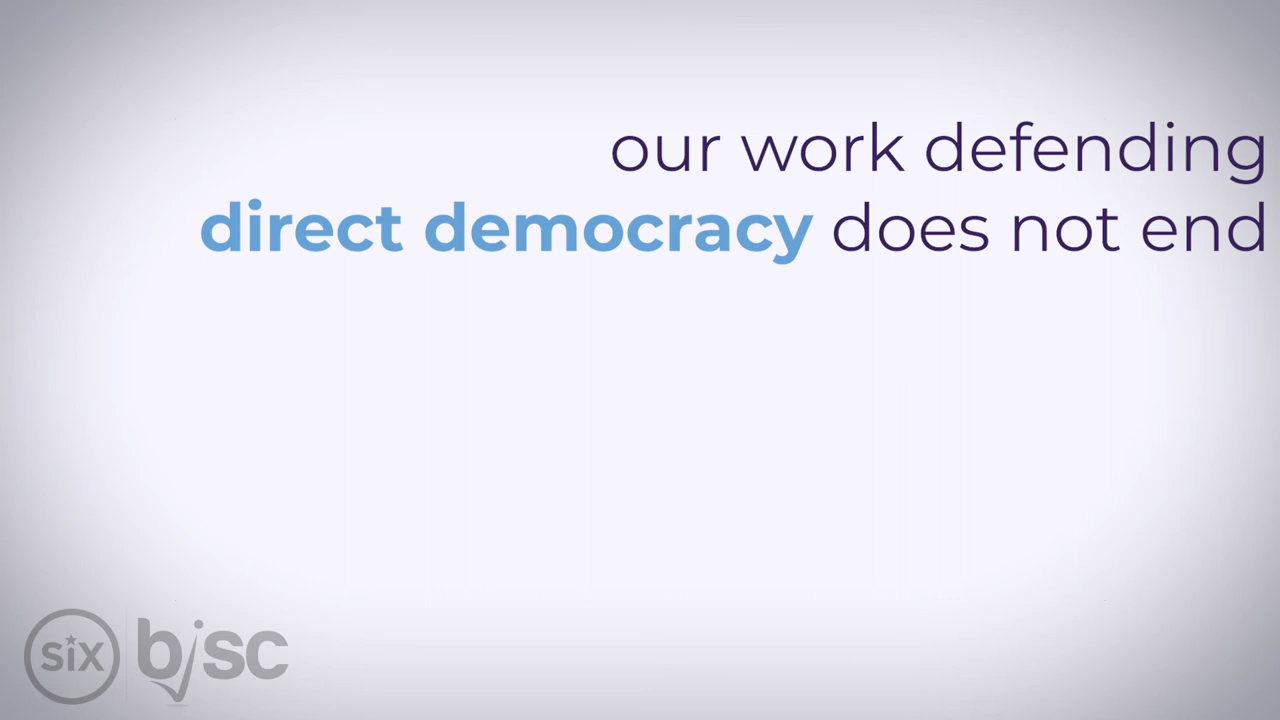 our work defending
direct democracy does not end
six
bisc